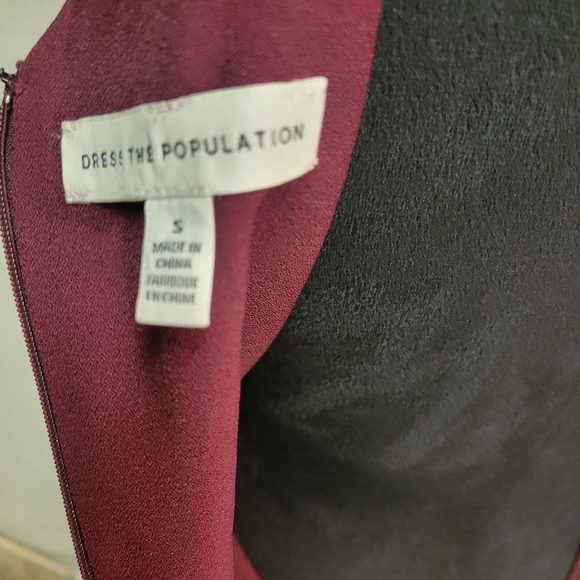 DRESS THE POPULATION
S
MADE IN
CHINA
FABRIQUÉ
EN CHINE